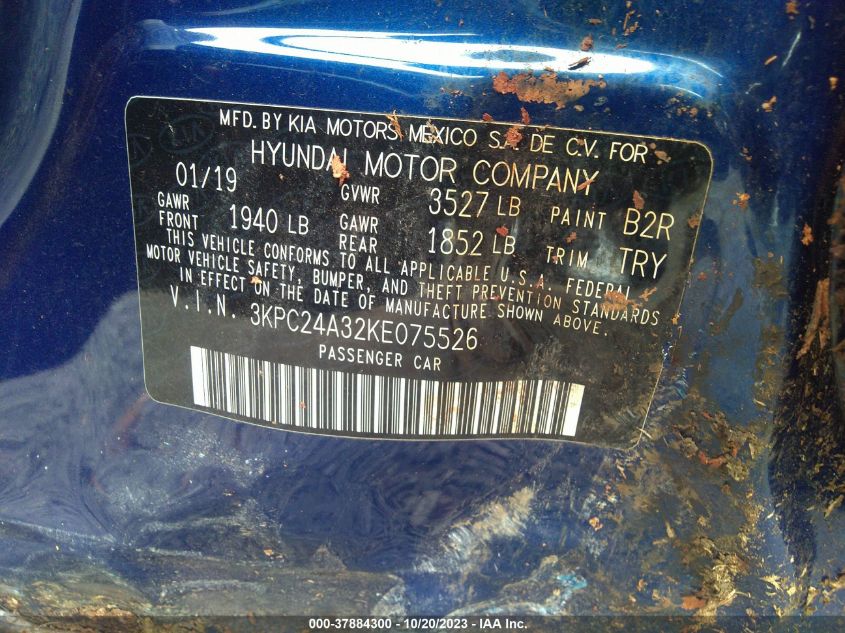 MFD. BY KIA MOTORS MEXICO S.A. DE C.V. FOR
HYUNDAI MOTOR COMPANY
01/19 GVWR 3527 LB PAINT B2R
GAWR FRONT 1940 LB GAWR REAR 1852 LB TRIM TRY
THIS VEHICLE CONFORMS TO ALL APPLICABLE U.S.A. FEDERAL
MOTOR VEHICLE SAFETY, BUMPER, AND THEFT PREVENTION STANDARDS
IN EFFECT ON THE DATE OF MANUFACTURE SHOWN ABOVE.
V.I.N. 3KPC24A32KE075526
PASSENGER CAR
000-37884300 - 10/20/2023 - IAA Inc.